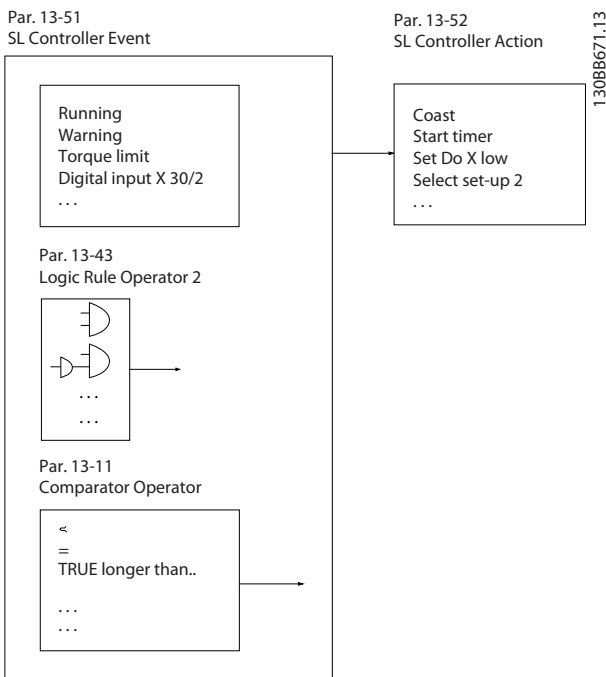 Par. 13-51
SL Controller Event
Par. 13-52
SL Controller Action
130BB671.13
Running
Warning
Torque limit
Digital input X 30/2
. . .
Coast
Start timer
Set Do X low
Select set-up 2
. . .
Par. 13-43
Logic Rule Operator 2
. . .
. . .
Par. 13-11
Comparator Operator
<
=
TRUE longer than..
. . .
. . .